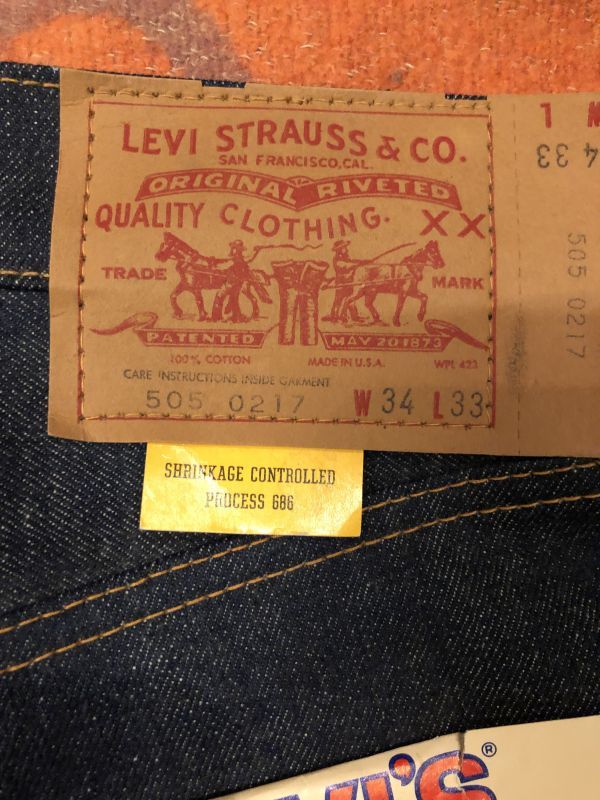 LEVI STRAUSS & CO.
SAN FRANCISCO, CAL.
ORIGINAL RIVETED
QUALITY CLOTHING. XX
TRADE MARK
PATENTED MAY 20 1873
100% COTTON MADE IN U.S.A. WPL 423
CARE INSTRUCTIONS INSIDE GARMENT
505 0217 W 34 L 33
SHRINKAGE CONTROLLED
PROCESS 686
W L
4 33
505 0217
VI'S ®